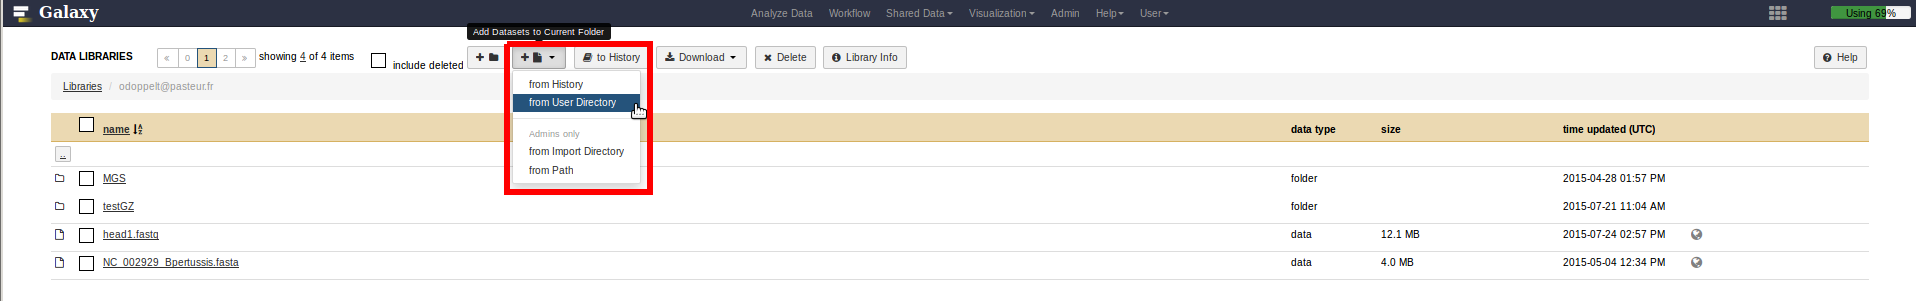 Galaxy
Analyze Data Workflow Shared Data Visualization Admin Help User Using 69%
Add Datasets to Current Folder
DATA LIBRARIES « 0 1 2 » showing 4 of 4 items include deleted to History Download Delete Library Info Help
Libraries / odoppelt@pasteur.fr
from History
from User Directory
Admins only
from Import Directory
from Path
name data type size time updated (UTC)
..
MGS folder 2015-04-28 01:57 PM
testGZ folder 2015-07-21 11:04 AM
head1.fastq data 12.1 MB 2015-07-24 02:57 PM
NC_002929_Bpertussis.fasta data 4.0 MB 2015-05-04 12:34 PM